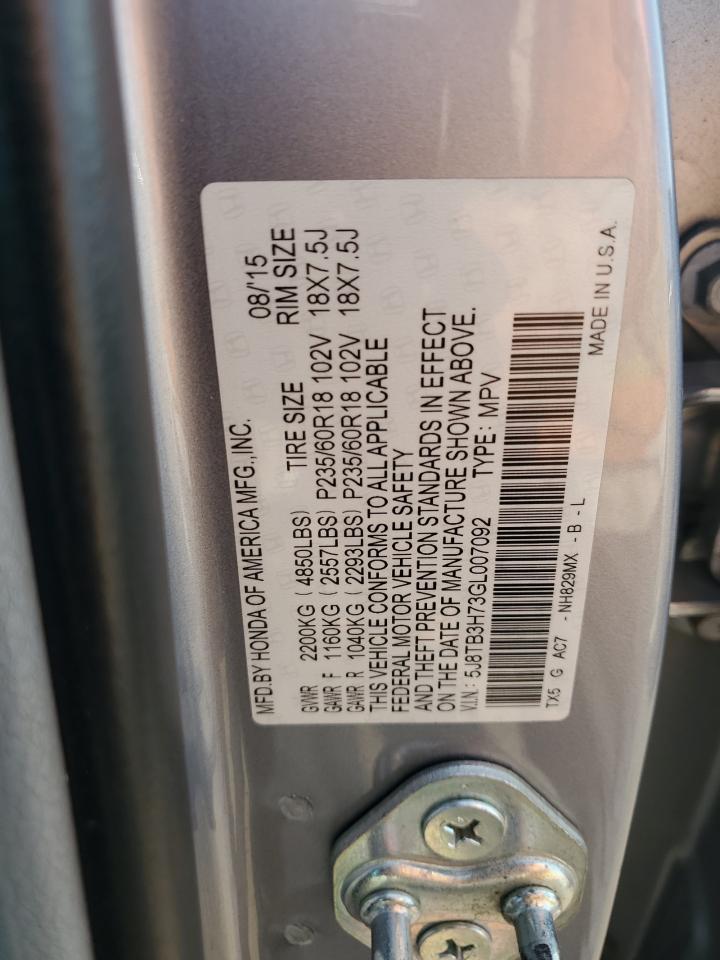 MFD.BY HONDA OF AMERICA MFG.,INC. 08/'15
TIRE SIZE RIM SIZE
GVWR 2200KG ( 4850LBS)
GAWR F 1160KG ( 2557LBS) P235/60R18 102V 18X7.5J
GAWR R 1040KG ( 2293LBS) P235/60R18 102V 18X7.5J
THIS VEHICLE CONFORMS TO ALL APPLICABLE
FEDERAL MOTOR VEHICLE SAFETY
AND THEFT PREVENTION STANDARDS IN EFFECT
ON THE DATE OF MANUFACTURE SHOWN ABOVE.
V.I.N.: 5J8TB3H73GL007092 TYPE: MPV
TX5 G AC7 -NH829MX - B - L
MADE IN U.S.A.